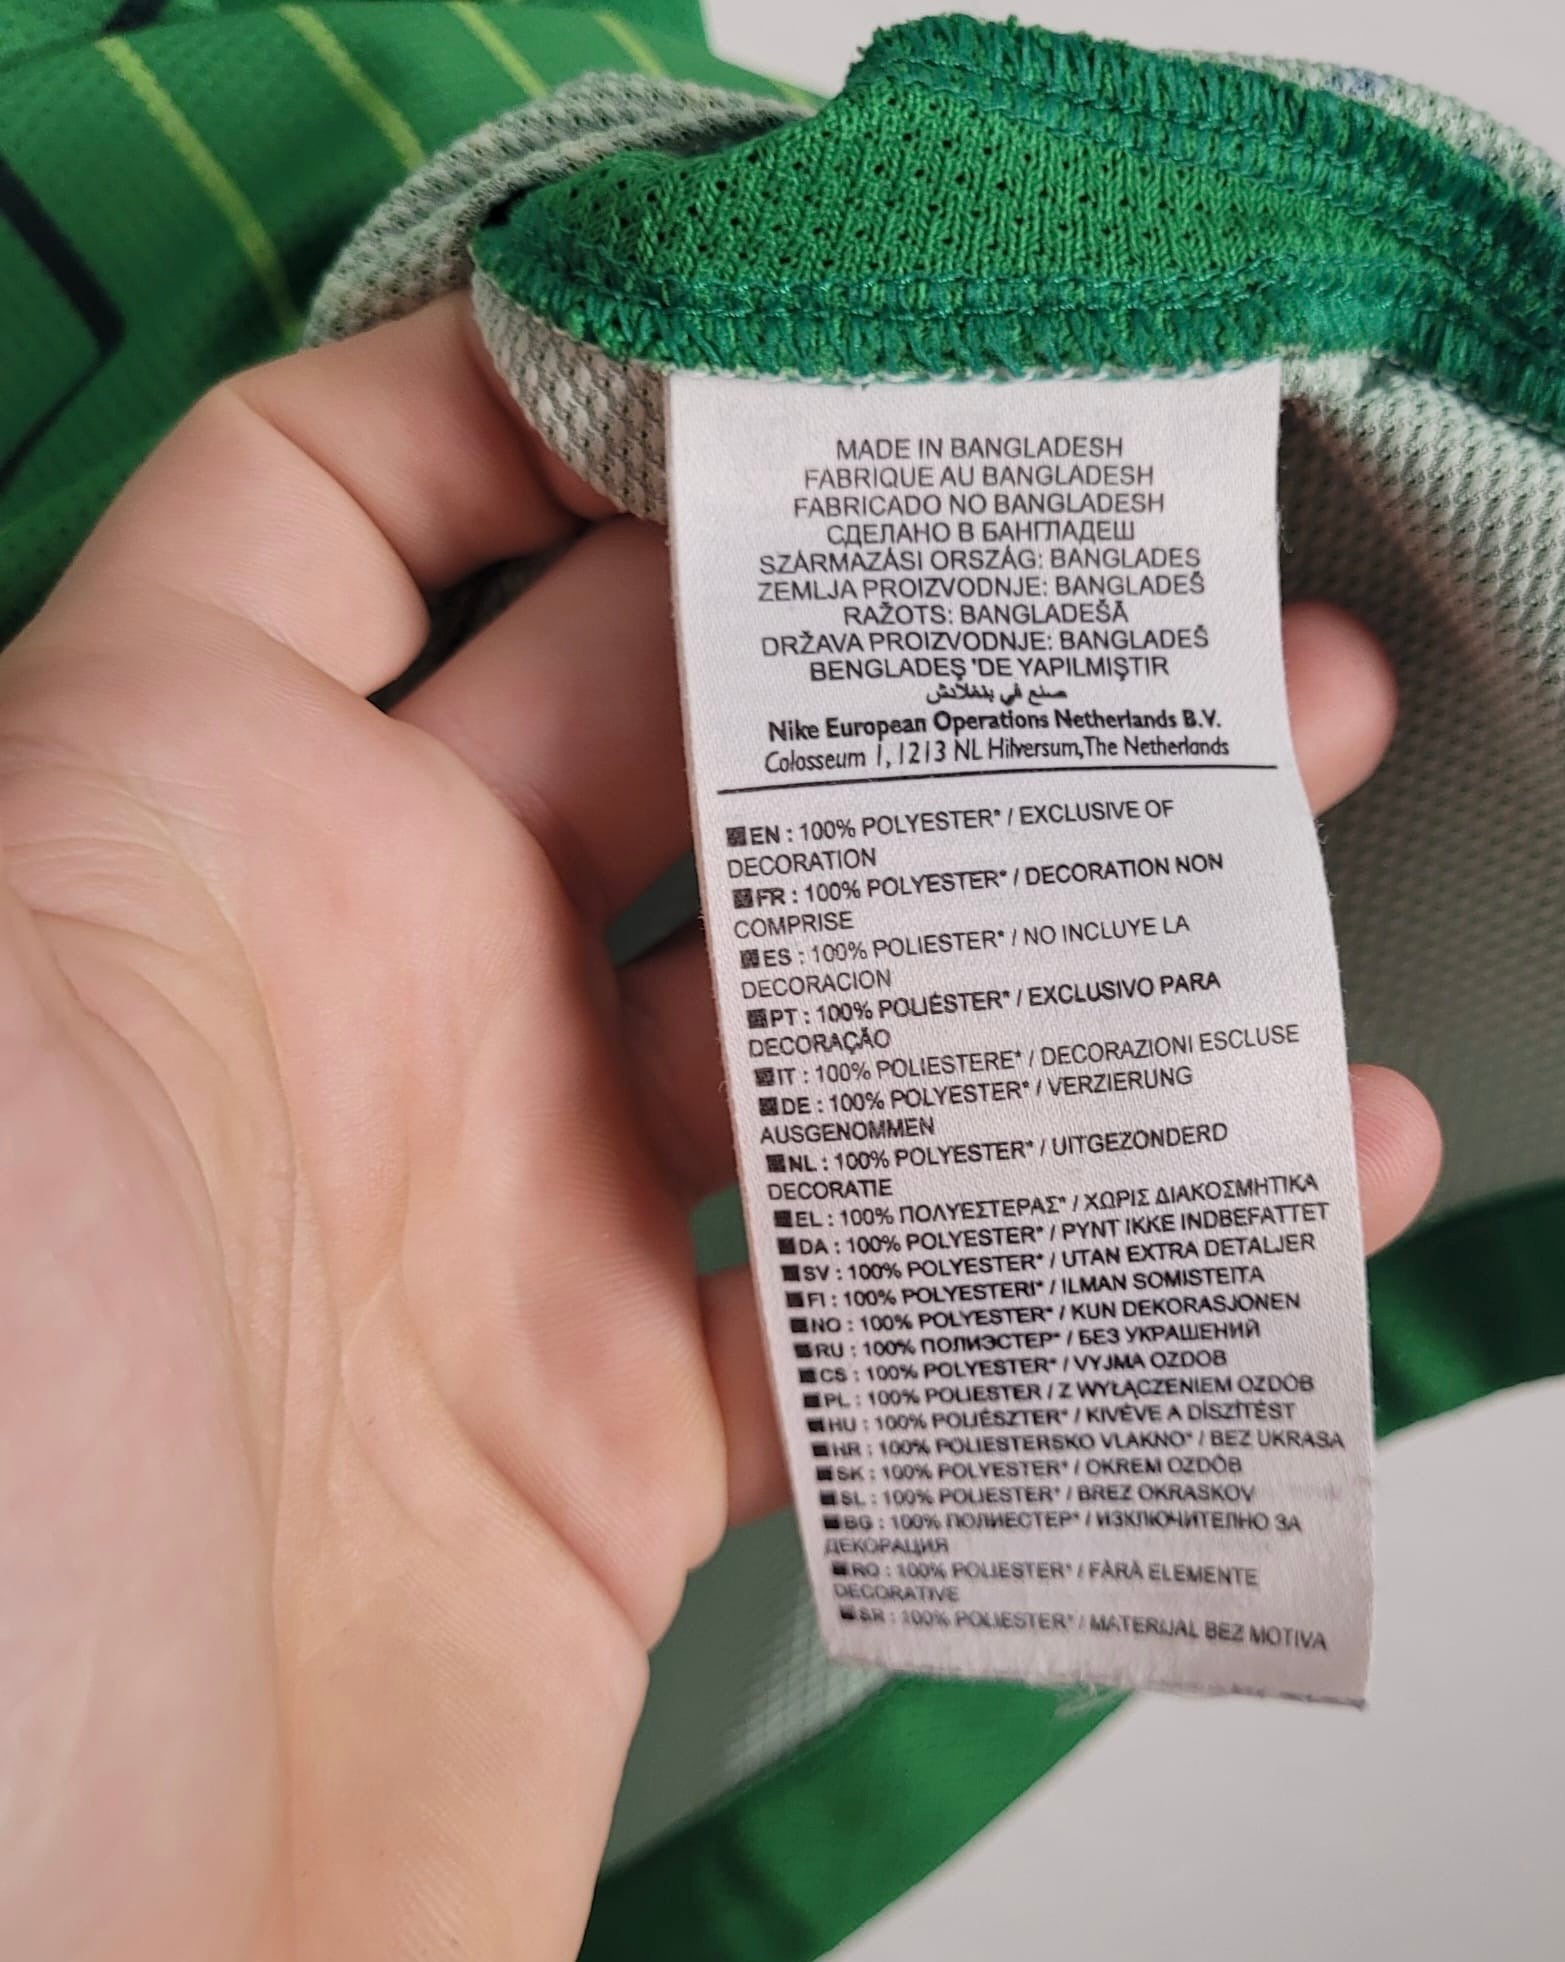 MADE IN BANGLADESH
FABRIQUE AU BANGLADESH
FABRICADO NO BANGLADESH
СДЕЛАНО В БАНГЛАДЕШ
SZÁRMAZÁSI ORSZÁG: BANGLADES
ZEMLJA PROIZVODNJE: BANGLADEŠ
RAŽOTS: BANGLADEŠĀ
DRŽAVA PROIZVODNJE: BANGLADEŠ
BENGLADEŞ 'DE YAPILMIŞTIR
صنع في بنغلادش
Nike European Operations Netherlands B.V.
Colosseum 1, 1213 NL Hilversum, The Netherlands
EN : 100% POLYESTER* / EXCLUSIVE OF
DECORATION
FR : 100% POLYESTER* / DECORATION NON
COMPRISE
ES : 100% POLIESTER* / NO INCLUYE LA
DECORACION
PT : 100% POLIÉSTER* / EXCLUSIVO PARA
DECORAÇÃO
IT : 100% POLIESTERE* / DECORAZIONI ESCLUSE
DE : 100% POLYESTER* / VERZIERUNG
AUSGENOMMEN
NL : 100% POLYESTER* / UITGEZONDERD
DECORATIE
EL : 100% ΠΟΛΥΕΣΤΕΡΑΣ* / ΧΩΡΙΣ ΔΙΑΚΟΣΜΗΤΙΚΑ
DA : 100% POLYESTER* / PYNT IKKE INDBEFATTET
SV : 100% POLYESTER* / UTAN EXTRA DETALJER
FI : 100% POLYESTERI* / ILMAN SOMISTEITA
NO : 100% POLYESTER* / KUN DEKORASJONEN
RU : 100% ПОЛИЭСТЕР* / БЕЗ УКРАШЕНИЙ
CS : 100% POLYESTER* / VYJMA OZDOB
PL : 100% POLIESTER / Z WYŁĄCZENIEM OZDÓB
HU : 100% POLIÉSZTER* / KIVÉVE A DÍSZÍTÉST
HR : 100% POLIESTERSKO VLAKNO* / BEZ UKRASA
SK : 100% POLYESTER* / OKREM OZDÔB
SL : 100% POLIESTER* / BREZ OKRASKOV
BG : 100% ПОЛИЕСТЕР* / ИЗКЛЮЧИТЕЛНО ЗА
ДЕКОРАЦИЯ
RO : 100% POLIESTER* / FĂRĂ ELEMENTE
DECORATIVE
SR : 100% POLIESTER* / MATERIJAL BEZ MOTIVA